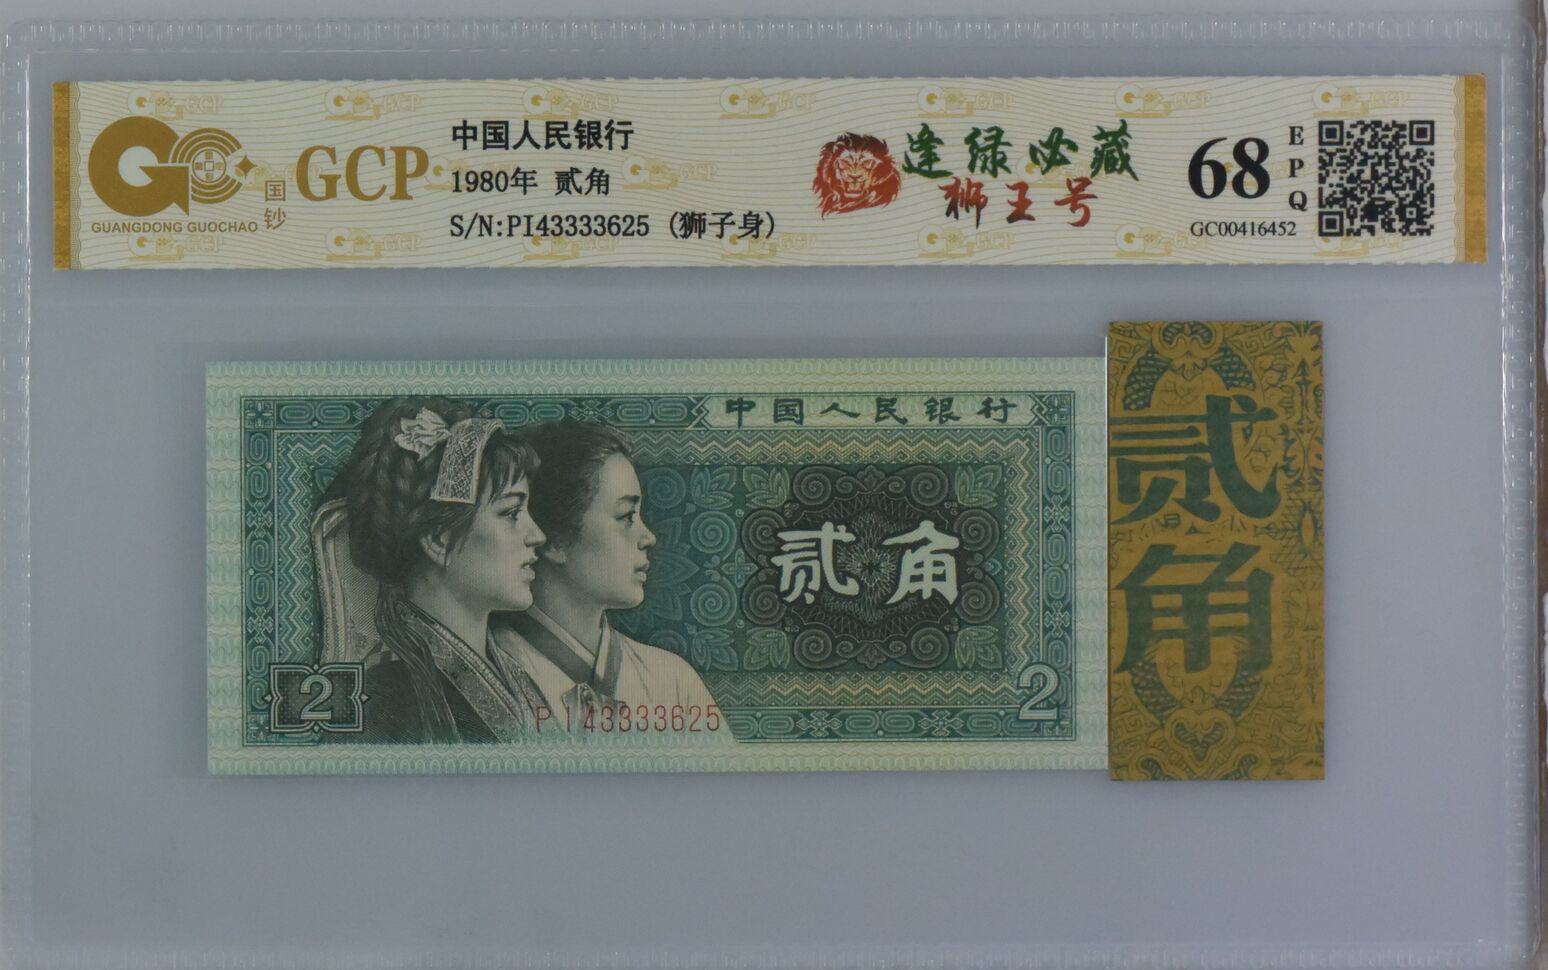 GCP
国钞
GUANGDONG GUOCHAO
中国人民银行
1980年 贰角
S/N:PI43333625 (狮子身)
逢绿必藏
狮王号
68
EPQ
GC00416452
中国人民银行
贰角
2
2
PI43333625
贰角